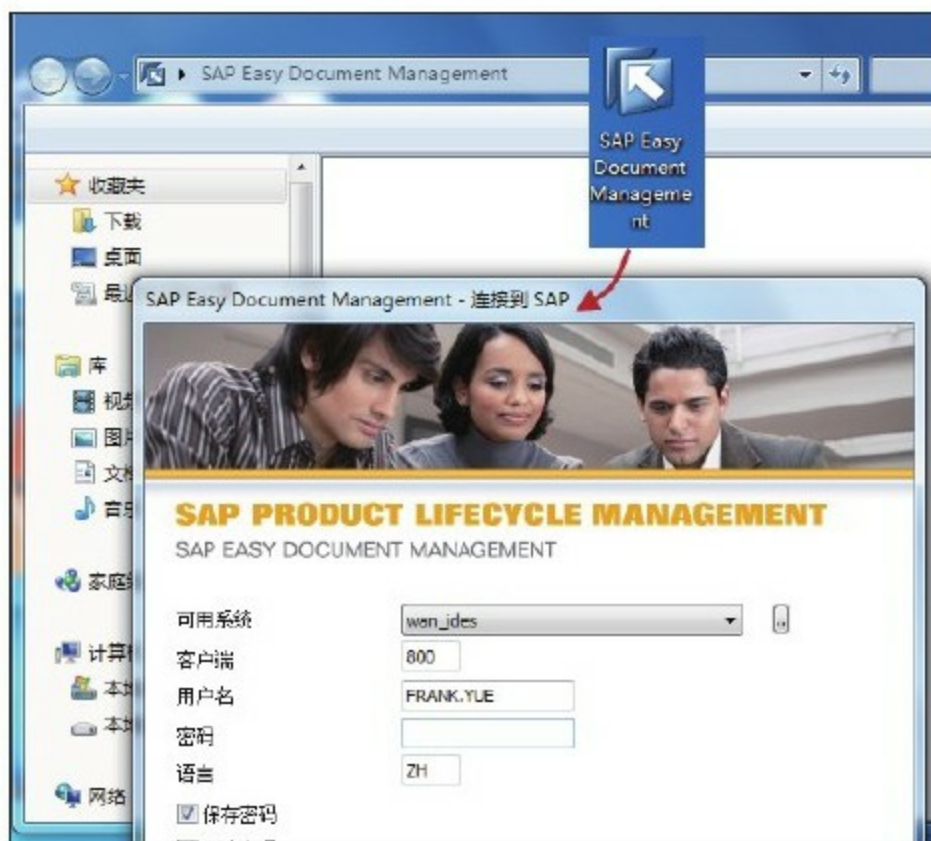 SAP Easy Document Management
SAP Easy
Document
Manageme
nt
收藏夹
下载
桌面
SAP Easy Document Management - 连接到 SAP
库
SAP PRODUCT LIFECYCLE MANAGEMENT
SAP EASY DOCUMENT MANAGEMENT
可用系统
wan_ides
客户端
800
用户名
FRANK.YUE
密码
语言
ZH
保存密码
网络